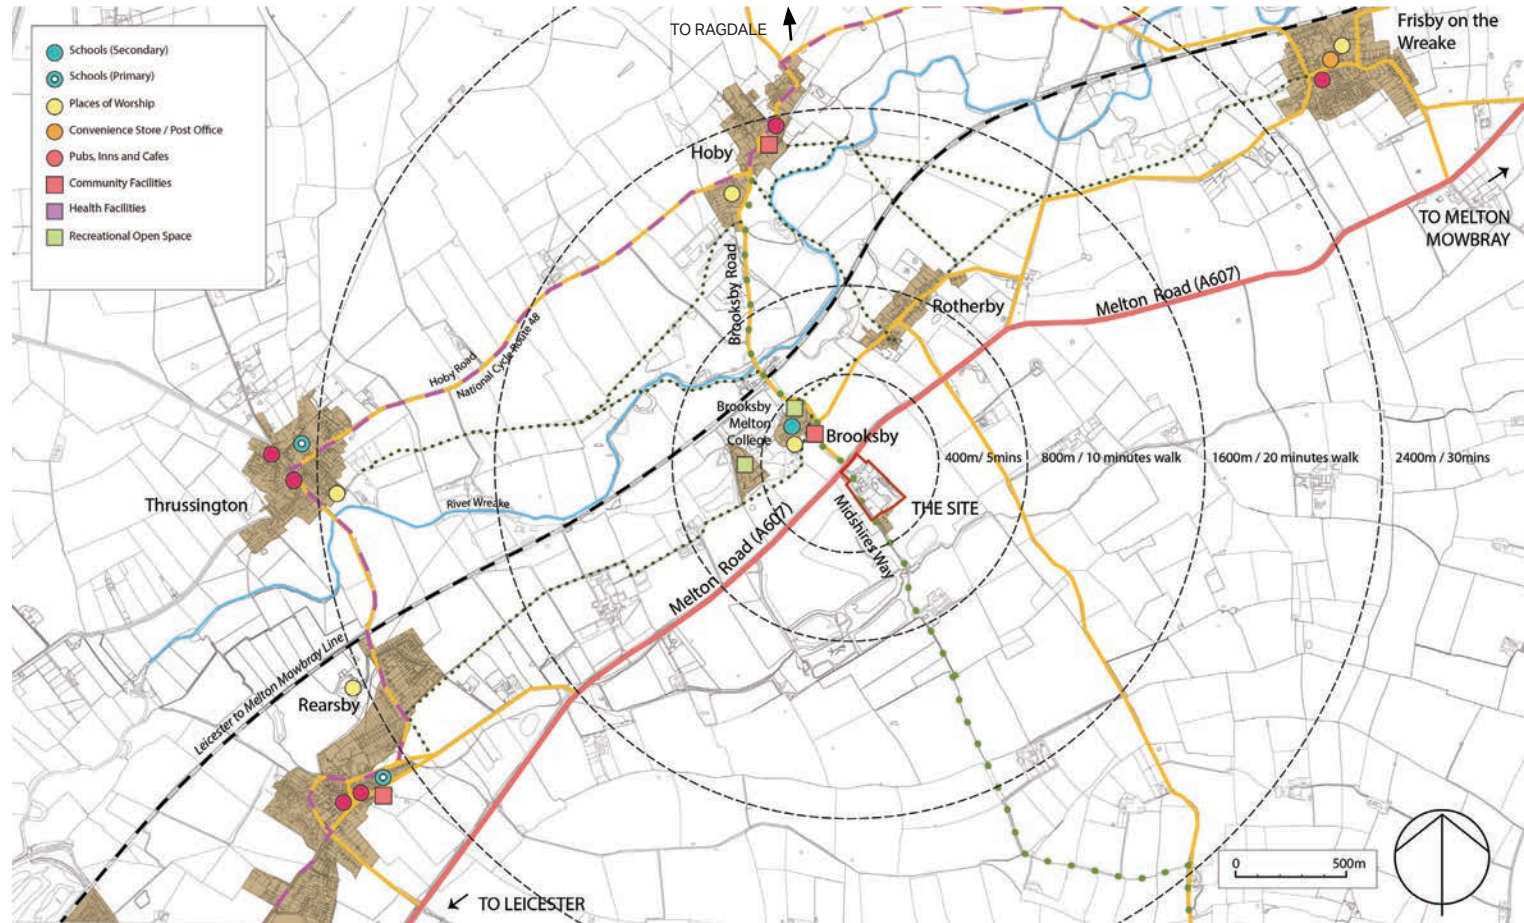 TO RAGDALE
Frisby on the
Wreake
Schools (Secondary)
Schools (Primary)
Places of Worship
Convenience Store / Post Office
Pubs, Inns and Cafes
Community Facilities
Health Facilities
Recreational Open Space
Hoby
TO MELTON
MOWBRAY
Brooksby Road
Rotherby
Melton Road (A607)
Hoby Road
National Cycle Route 48
Brooksby
Melton
College
Brooksby
400m/ 5mins
800m / 10 minutes walk
1600m / 20 minutes walk
2400m / 30mins
Thrussington
River Wreake
THE SITE
Midshires Way
Melton Road (A607)
Leicester to Melton Mowbray Line
Rearsby
0
500m
TO LEICESTER